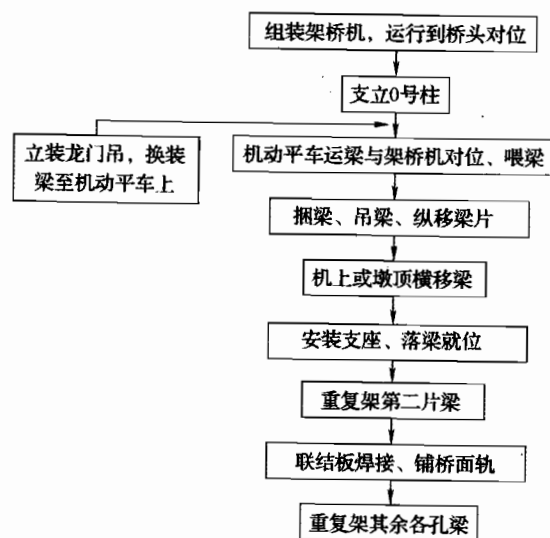 组装架桥机，运行到桥头对位
支立0号柱
立装龙门吊，换装
梁至机动平车上
机动平车运梁与架桥机对位、喂梁
捆梁、吊梁、纵移梁片
机上或墩顶横移梁
安装支座、落梁就位
重复架第二片梁
联结板焊接、铺桥面轨
重复架其余各孔梁